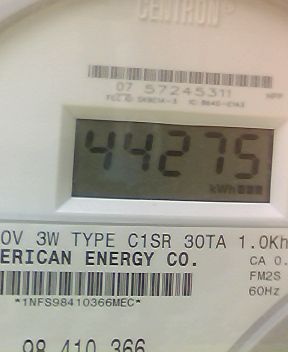 CENTRON®
07 57245311
44275
kWh
0V 3W TYPE C1SR 30TA 1.0Kh
ERICAN ENERGY CO.
CA 0.
FM2S
60Hz
*1NFS98410366MEC*
98 410 366